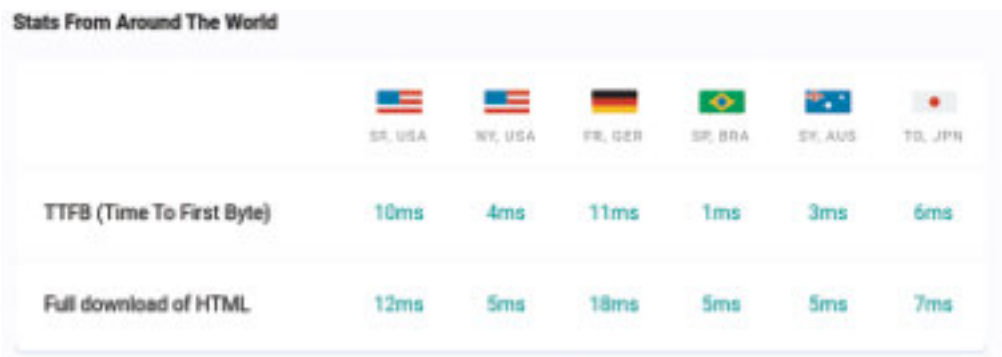 Stats From Around The World
SF, USA NY, USA FR, GER SP, BRA SY, AUS TO, JPN
TTFB (Time To First Byte) 10ms 4ms 11ms 1ms 3ms 6ms
Full download of HTML 12ms 5ms 18ms 5ms 5ms 7ms